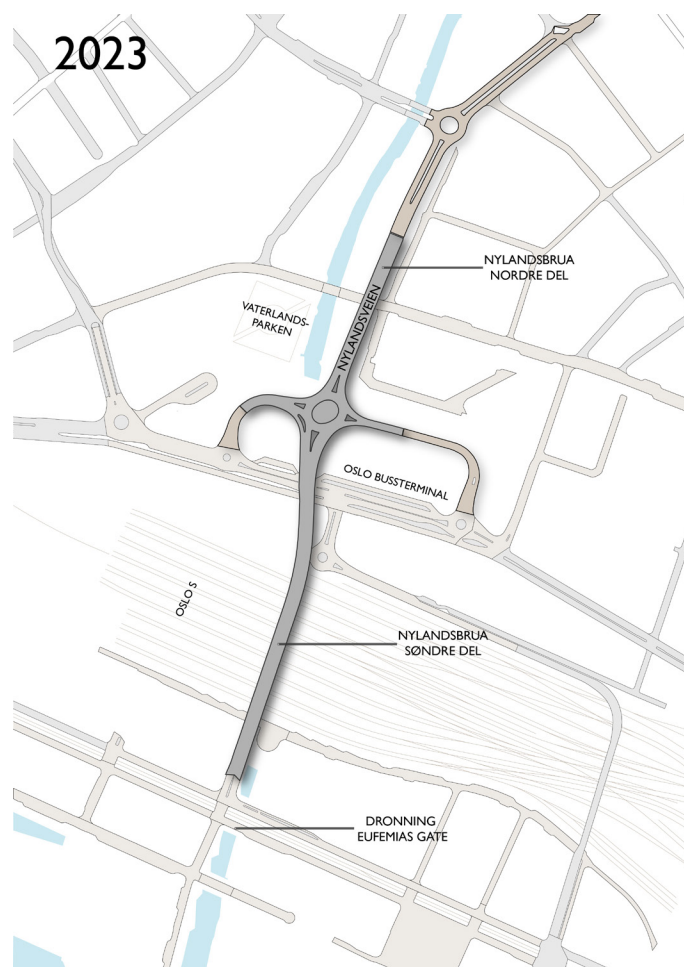 2023
NYLANDSBRUA
NORDRE DEL
NYLANDSVEIEN
VATERLANDS-
PARKEN
OSLO BUSSTERMINAL
OSLO S
NYLANDSBRUA
SØNDRE DEL
DRONNING
EUFEMIAS GATE